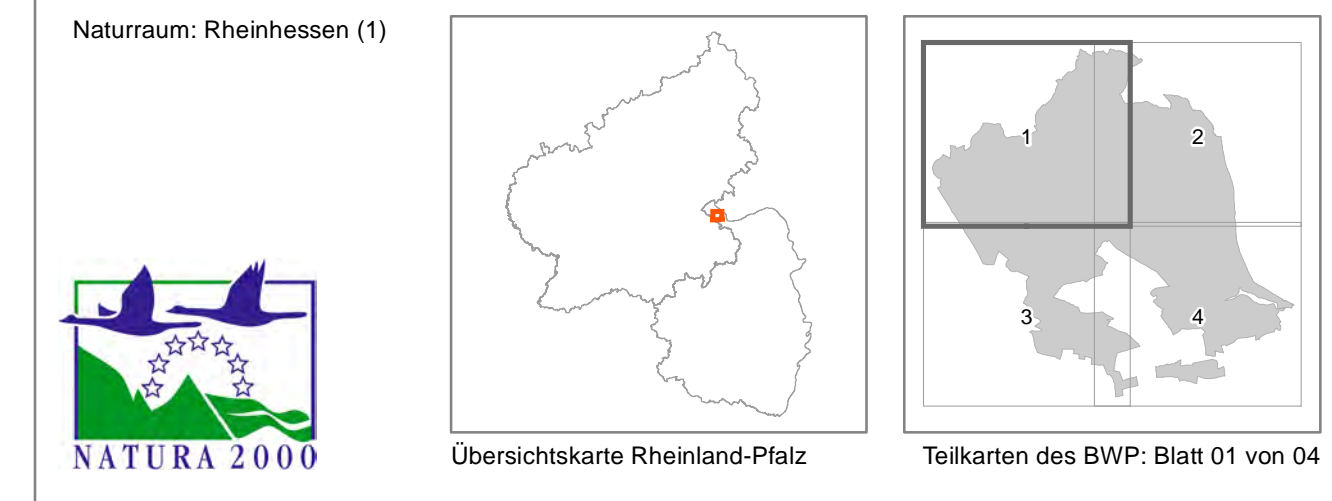 Naturraum: Rheinhessen (1)
1
2
3
4
NATURA 2000
Übersichtskarte Rheinland-Pfalz
Teilkarten des BWP: Blatt 01 von 04